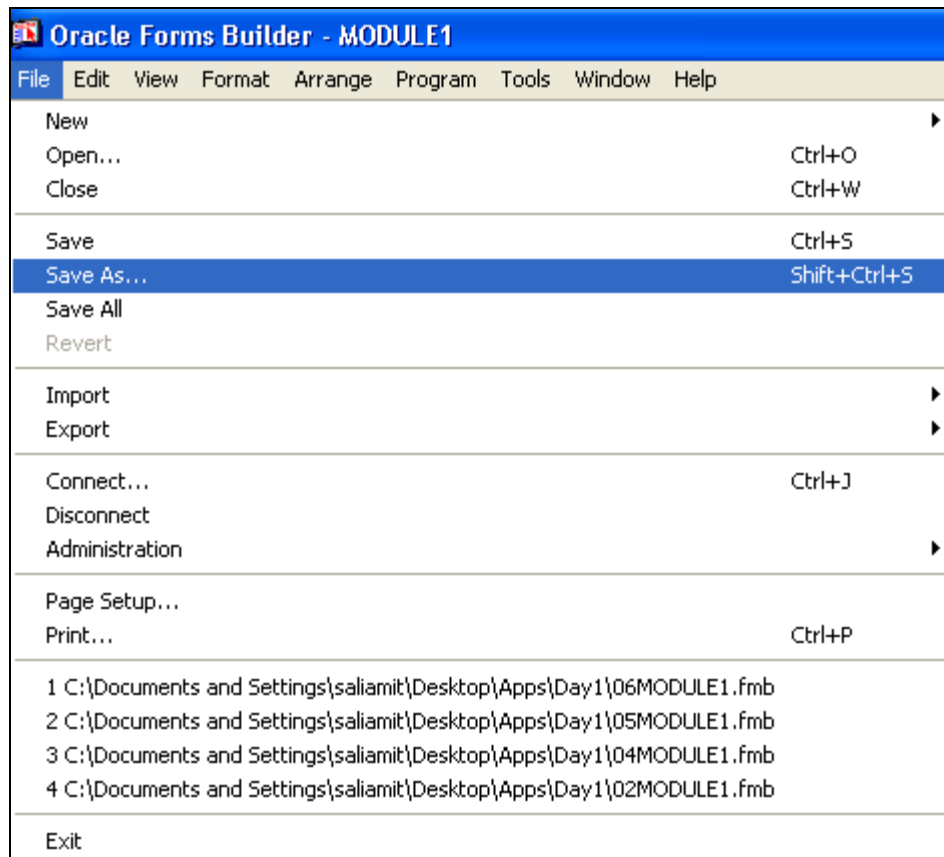 Oracle Forms Builder - MODULE1
File Edit View Format Arrange Program Tools Window Help
New
Open... Ctrl+O
Close Ctrl+W
Save Ctrl+S
Save As... Shift+Ctrl+S
Save All
Revert
Import
Export
Connect... Ctrl+J
Disconnect
Administration
Page Setup...
Print... Ctrl+P
1 C:\Documents and Settings\saliamit\Desktop\Apps\Day1\06MODULE1.fmb
2 C:\Documents and Settings\saliamit\Desktop\Apps\Day1\05MODULE1.fmb
3 C:\Documents and Settings\saliamit\Desktop\Apps\Day1\04MODULE1.fmb
4 C:\Documents and Settings\saliamit\Desktop\Apps\Day1\02MODULE1.fmb
Exit